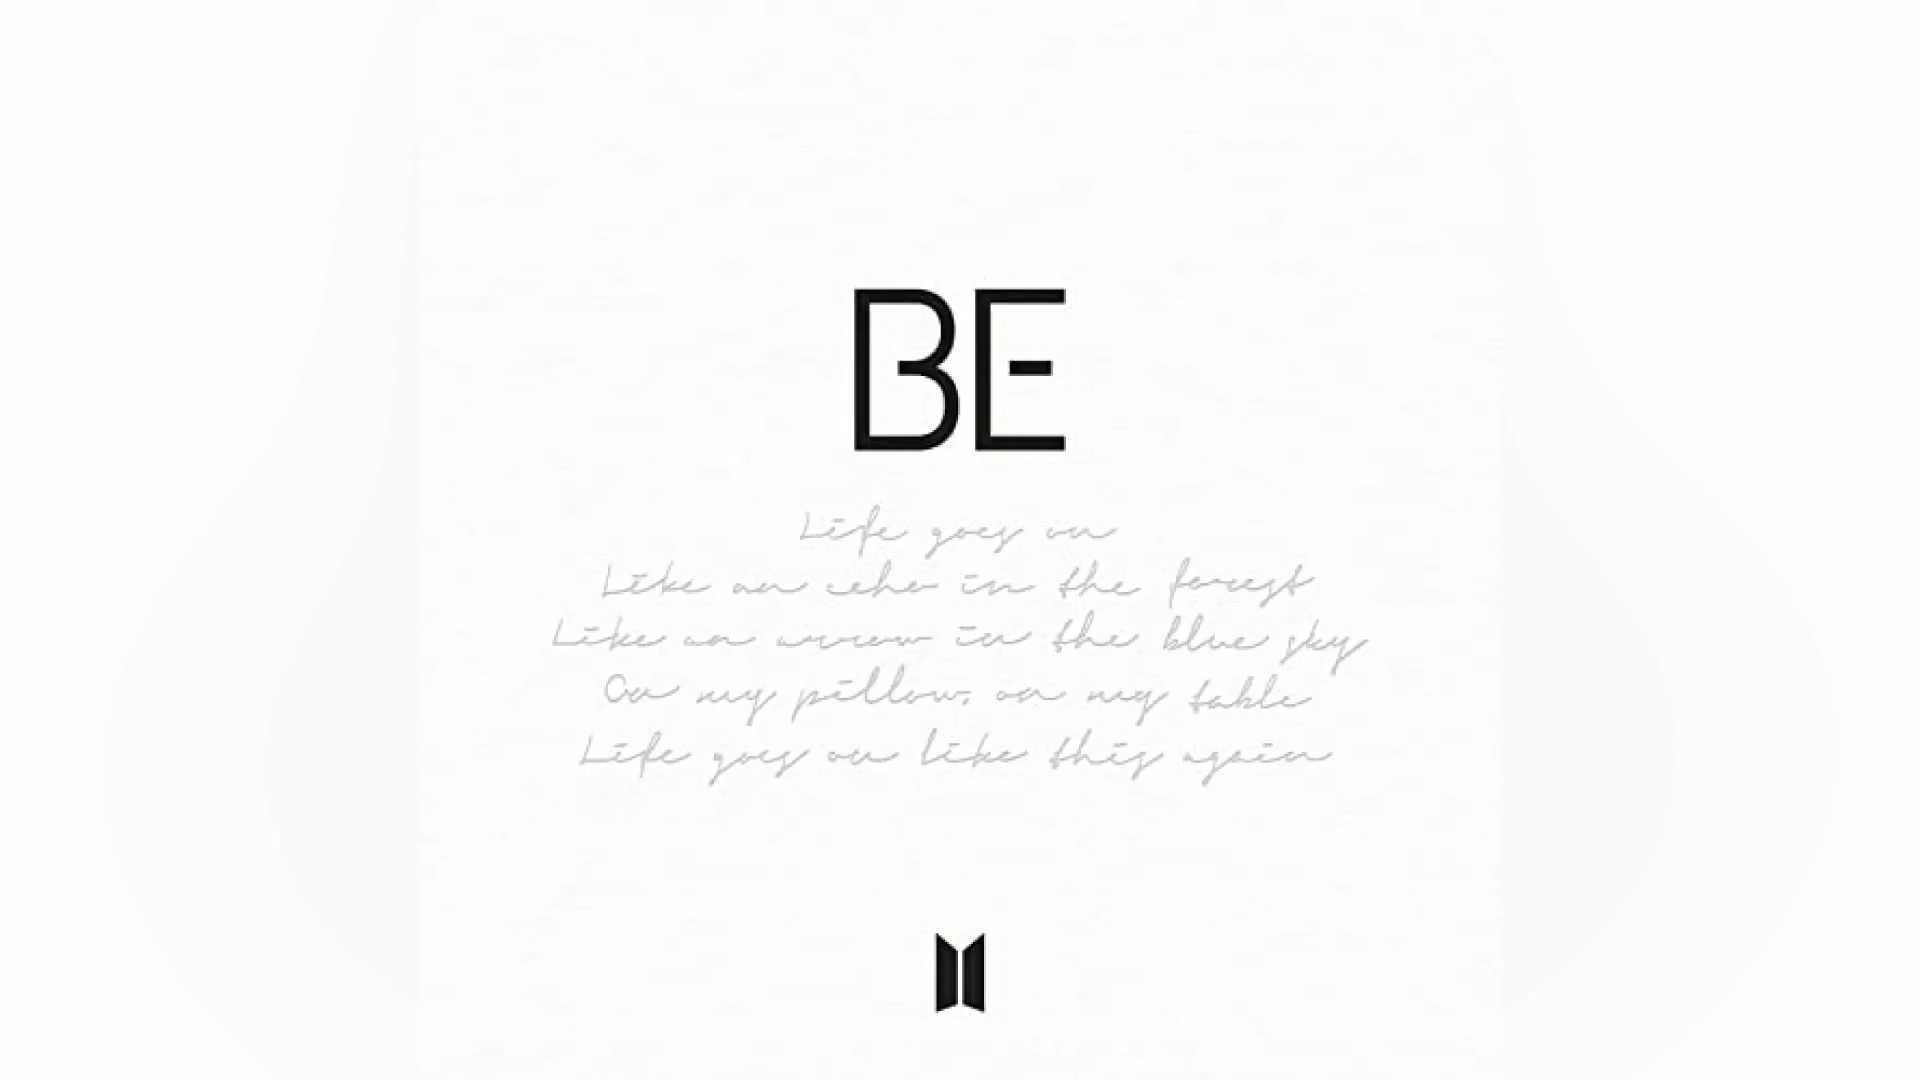 BE
Life goes on
Like an echo in the forest
Like an arrow in the blue sky
On my pillow, on my table
Life goes on like this again